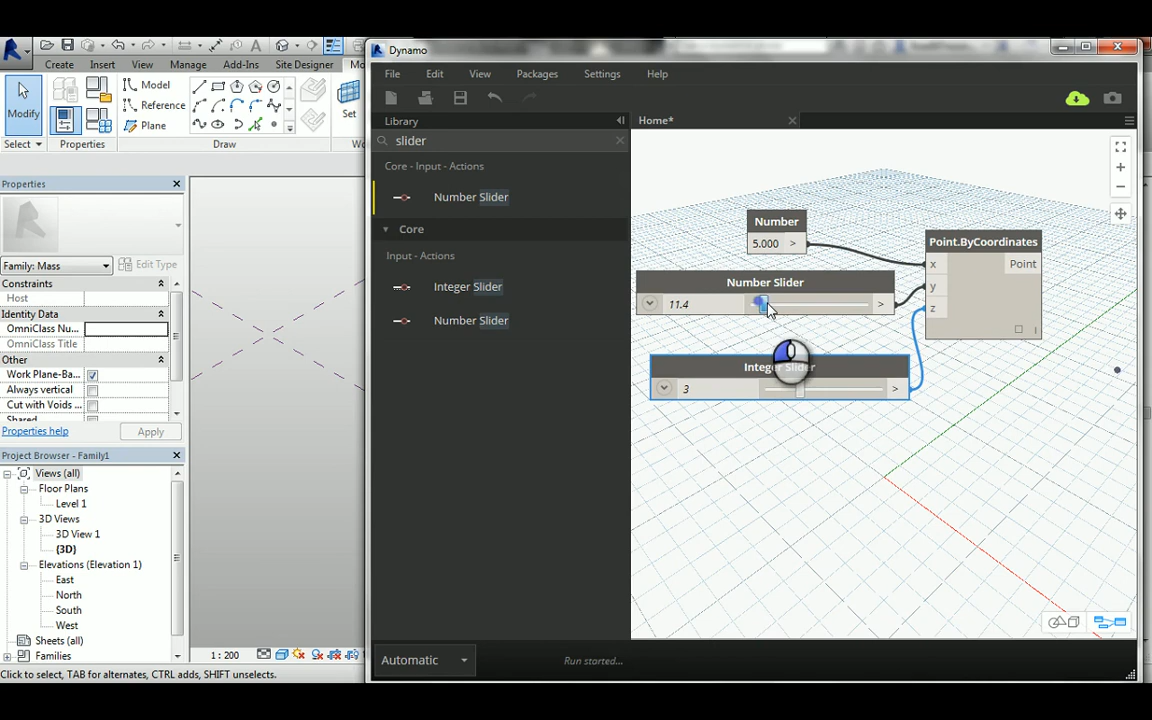 Dynamo
Create
Insert
View
Manage
Add-Ins
Site Designer
Modify
Model
Reference
Plane
Set
Select
Properties
Draw
File
Edit
View
Packages
Settings
Help
Library
Home*
slider
Core - Input - Actions
Number Slider
Core
Input - Actions
Integer Slider
Number Slider
Properties
Family: Mass
Edit Type
Constraints
Host
Identity Data
OmniClass Nu...
OmniClass Title
Other
Work Plane-Ba...
Always vertical
Cut with Voids ...
Shared
Properties help
Apply
Project Browser - Family1
Views (all)
Floor Plans
Level 1
3D Views
3D View 1
(3D)
Elevations (Elevation 1)
East
North
South
West
Sheets (all)
Families
Number
5.000 >
Number Slider
11.4 >
Integer Slider
3 >
Point.ByCoordinates
x Point
y
z
1 : 200
Automatic
Run started...
Click to select, TAB for alternates, CTRL adds, SHIFT unselects.